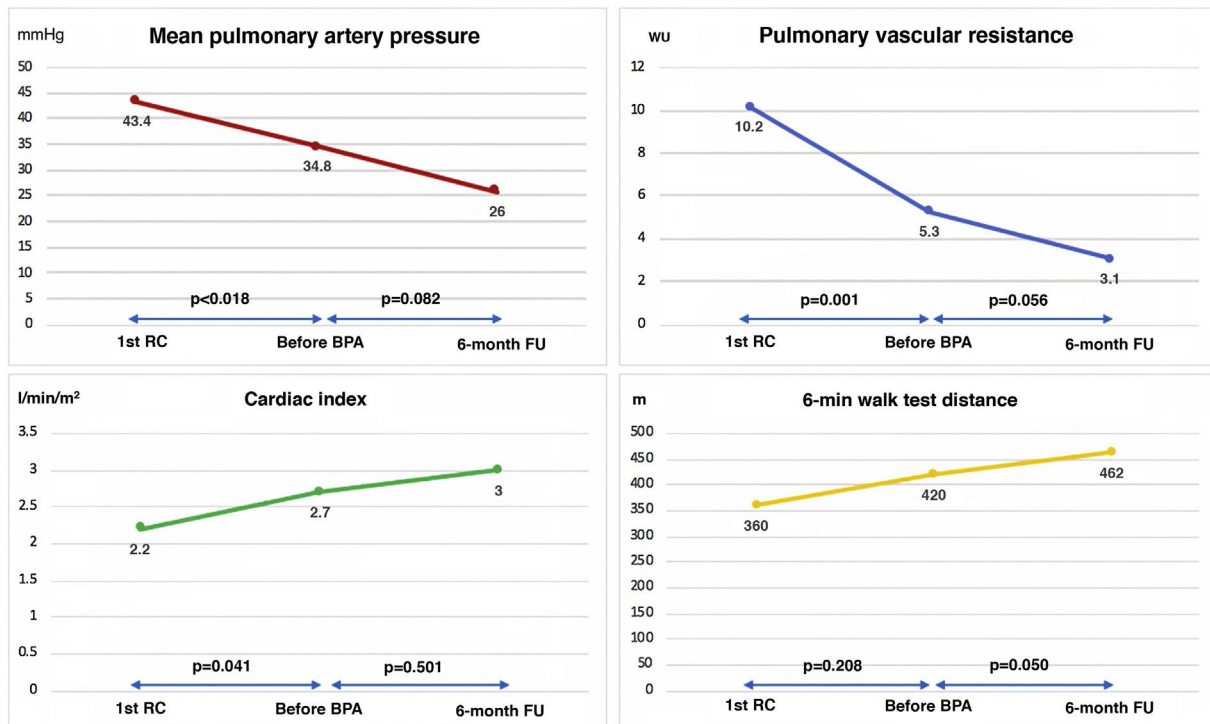 mmHg
Mean pulmonary artery pressure
50
45
40
35
30
25
20
15
10
5
0
43.4
34.8
26
p<0.018
p=0.082
1st RC
Before BPA
6-month FU
WU
Pulmonary vascular resistance
12
10
8
6
4
2
0
10.2
5.3
3.1
p=0.001
p=0.056
1st RC
Before BPA
6-month FU
l/min/m²
Cardiac index
3.5
3
2.5
2
1.5
1
0.5
0
2.2
2.7
3
p=0.041
p=0.501
1st RC
Before BPA
6-month FU
m
6-min walk test distance
500
450
400
350
300
250
200
150
100
50
0
360
420
462
p=0.208
p=0.050
1st RC
Before BPA
6-month FU